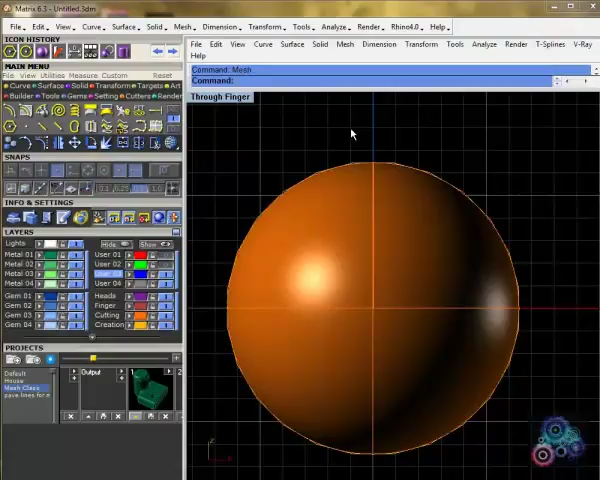 Matrix 6.3 - Untitled.3dm
File Edit View Curve Surface Solid Mesh Dimension Transform Tools Analyze Render Rhino4.0 Help
ICON HISTORY
MAIN MENU
File View Utilities Measure Custom Reset
Curve Surface Solid Transform Targets Art
Builder Tools Gems Setting Cutters Render
SNAPS
INFO & SETTINGS
LAYERS
Lights Hide Show
Metal 01 User 01
Metal 02 User 02
Metal 03 User 03
Metal 04 User 04
Gem 01 Heads
Gem 02 Finger
Gem 03 Cutting
Gem 04 Creation
PROJECTS
Default
House
Mesh Class
pave lines for
Output
1
2
File Edit View Curve Surface Solid Mesh Dimension Transform Tools Analyze Render T-Splines V-Ray
Help
Command: Mesh
Command:
Through Finger
z
x